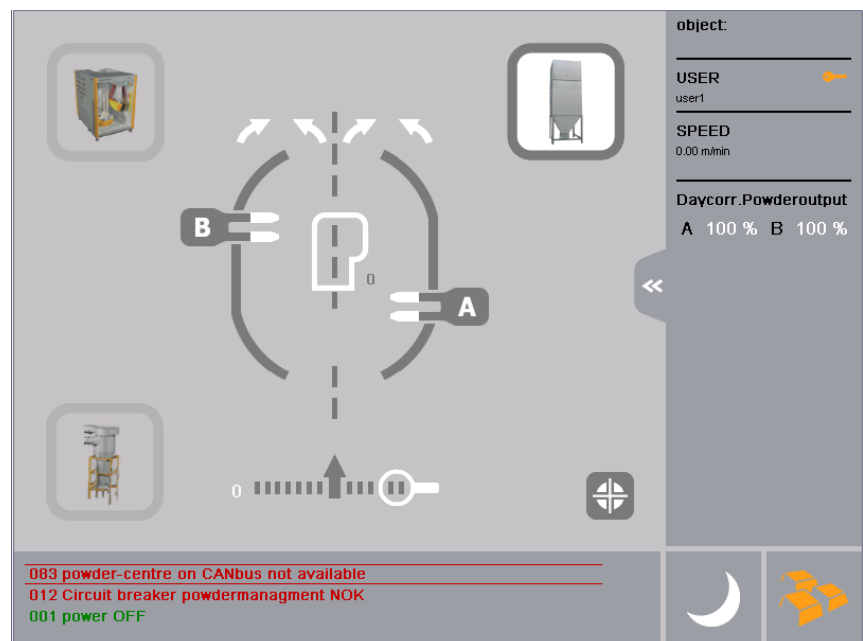 object:
USER
user1
SPEED
0.00 m/min
Daycorr.Powderoutput
A 100 % B 100 %
B
0
A
0
083 powder-centre on CANbus not available
012 Circuit breaker powdermanagment NOK
001 power OFF